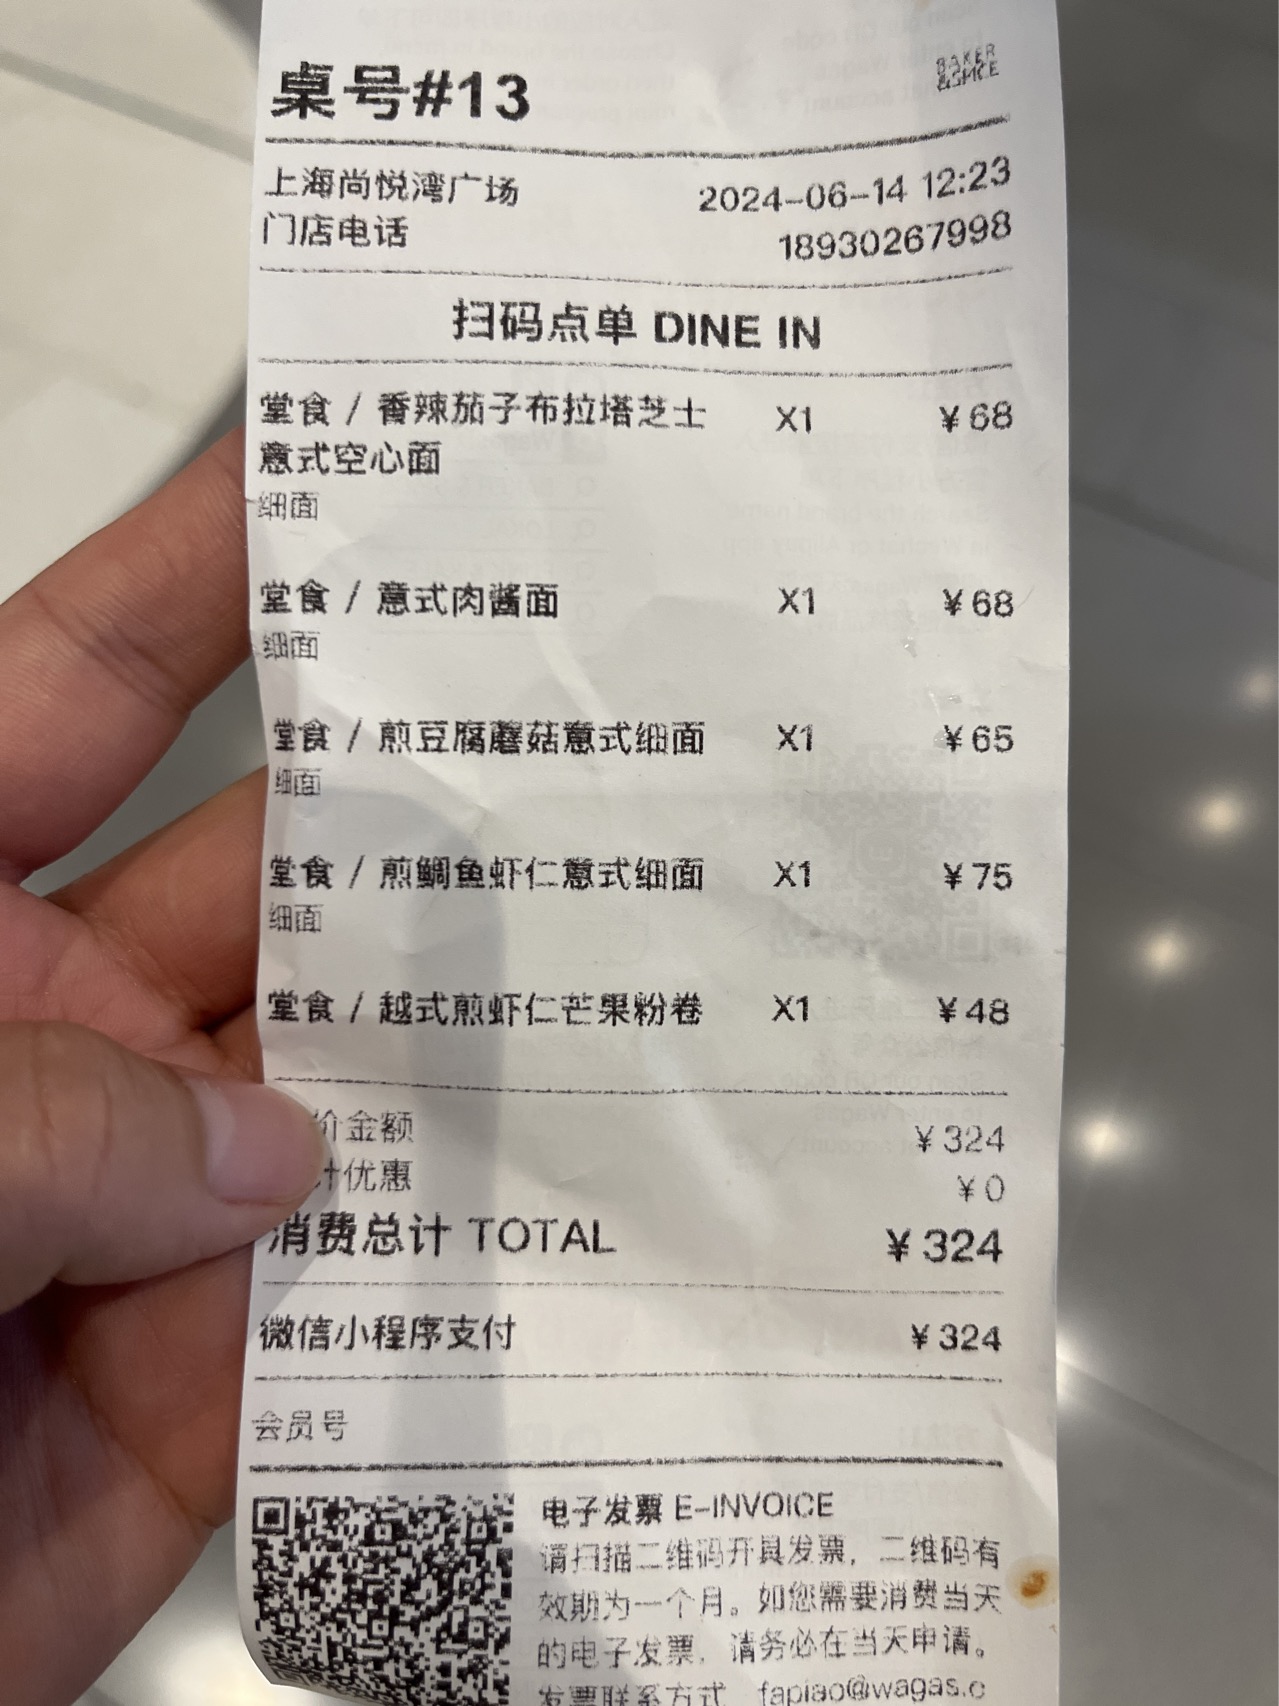 桌号#13
BAKER
&SPICE
上海尚悦湾广场 2024-06-14 12:23
门店电话 18930267998
扫码点单 DINE IN
堂食 / 香辣茄子布拉塔芝士 X1 ¥68
意式空心面
细面
堂食 / 意式肉酱面 X1 ¥68
细面
堂食 / 煎豆腐蘑菇意式细面 X1 ¥65
细面
堂食 / 煎鲷鱼虾仁意式细面 X1 ¥75
细面
堂食 / 越式煎虾仁芒果粉卷 X1 ¥48
价金额 ¥324
计优惠 ¥0
消费总计 TOTAL ¥324
微信小程序支付 ¥324
会员号
电子发票 E-INVOICE
请扫描二维码开具发票，二维码有
效期为一个月。如您需要消费当天
的电子发票，请务必在当天申请。
发票联系方式 fapiao@wagas.c